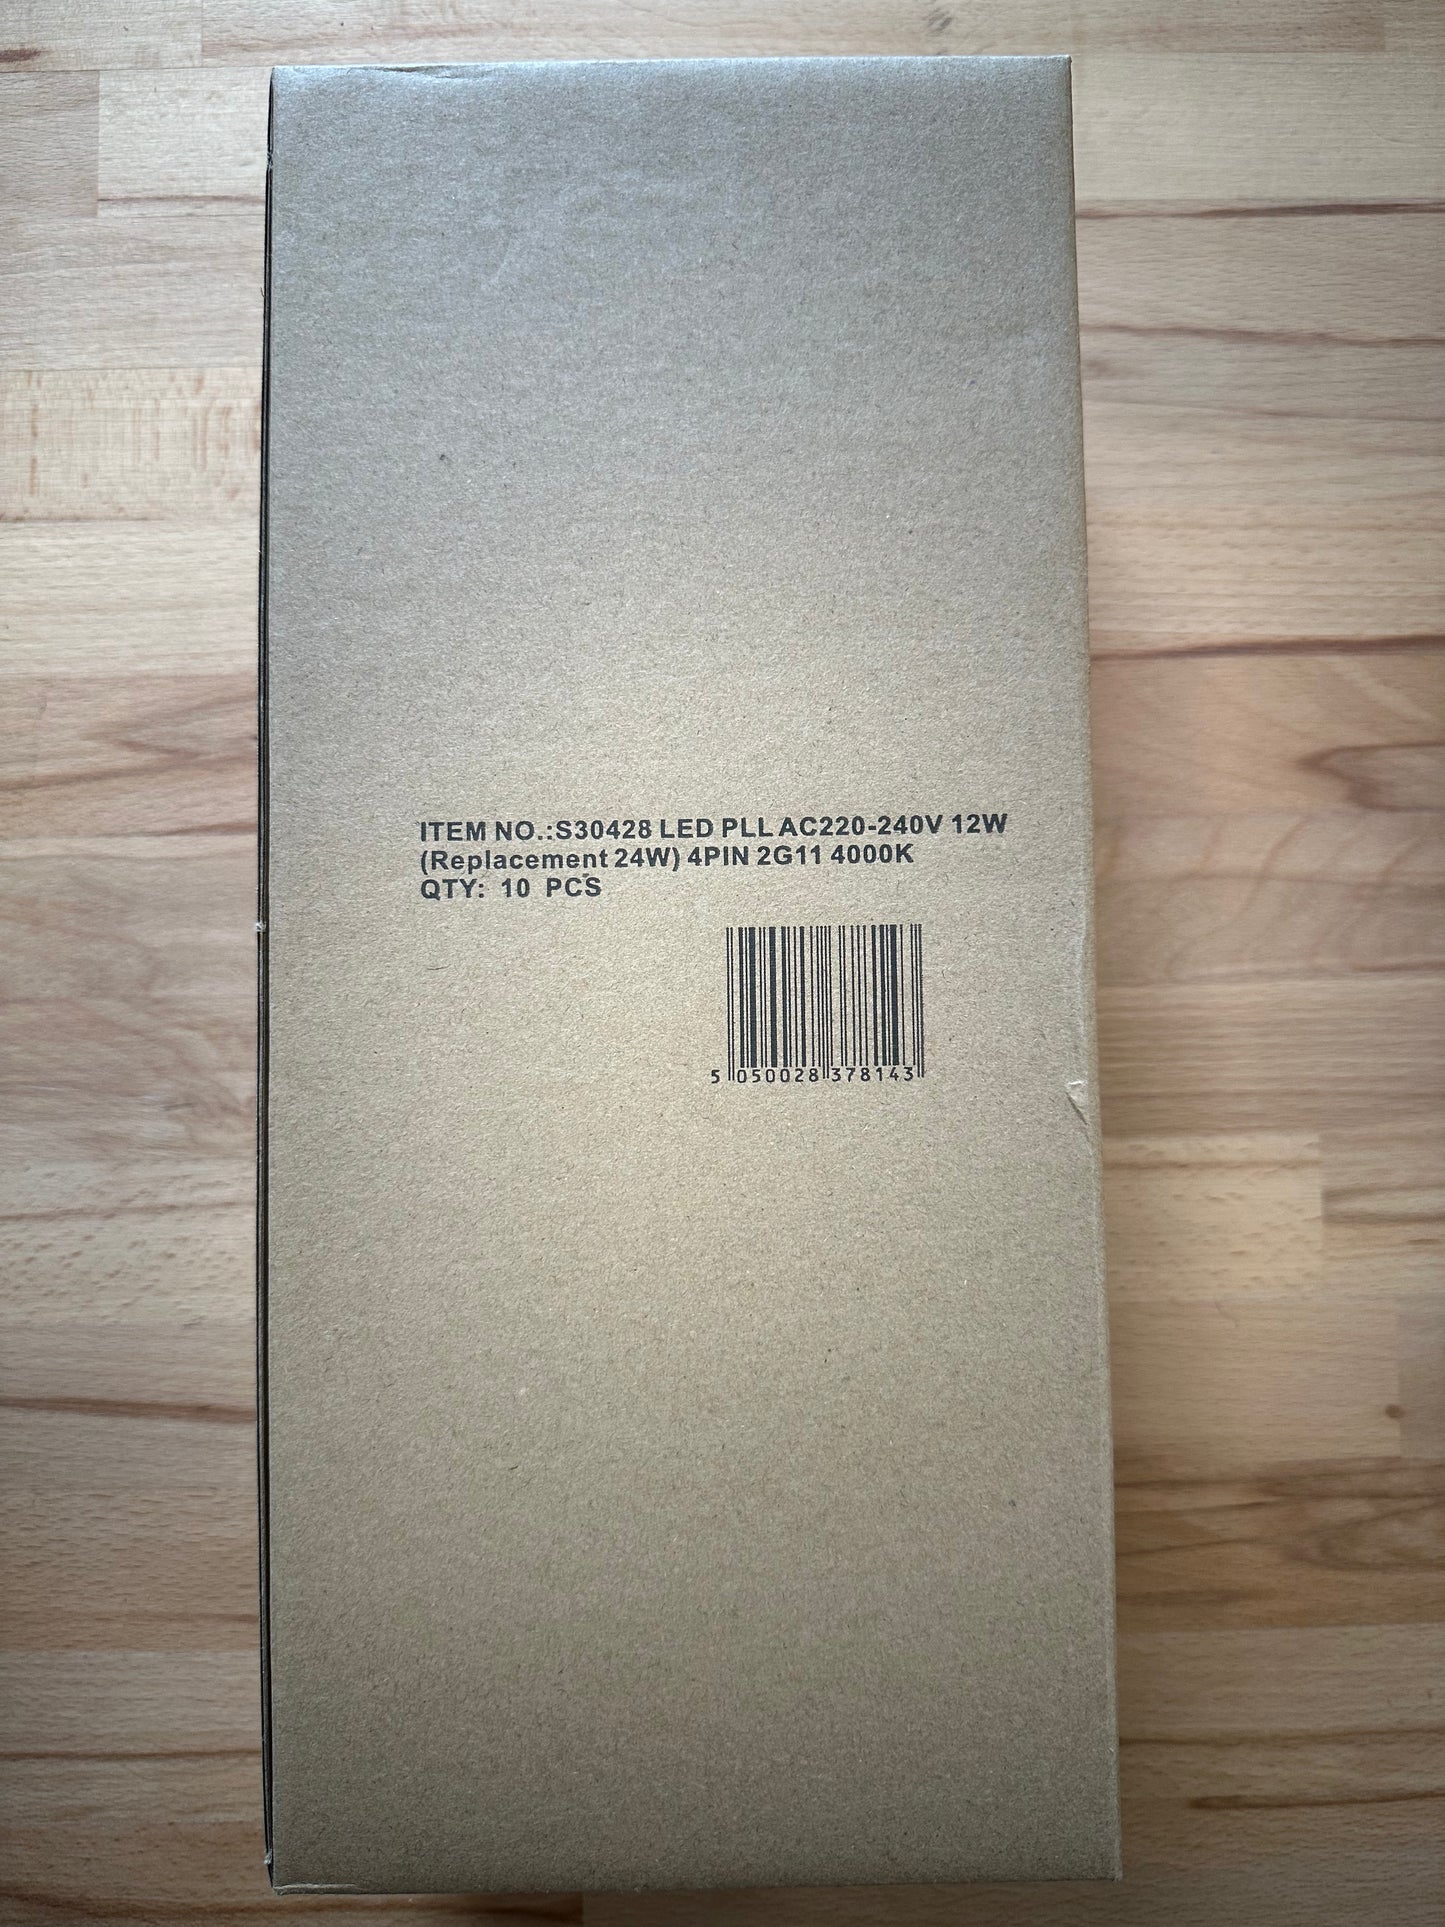 ITEM NO.:S30428 LED PLL AC220-240V 12W
(Replacement 24W) 4PIN 2G11 4000K
QTY: 10 PCS
5 050028 378143